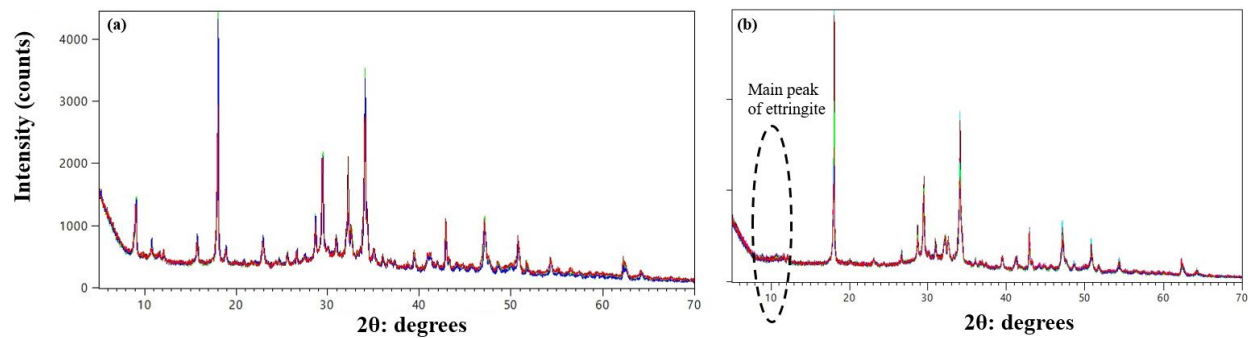 (a)
(b)
4000
3000
2000
1000
0
Intensity (counts)
10 20 30 40 50 60 70
2θ: degrees
Main peak
of ettringite
10 20 30 40 50 60 70
2θ: degrees